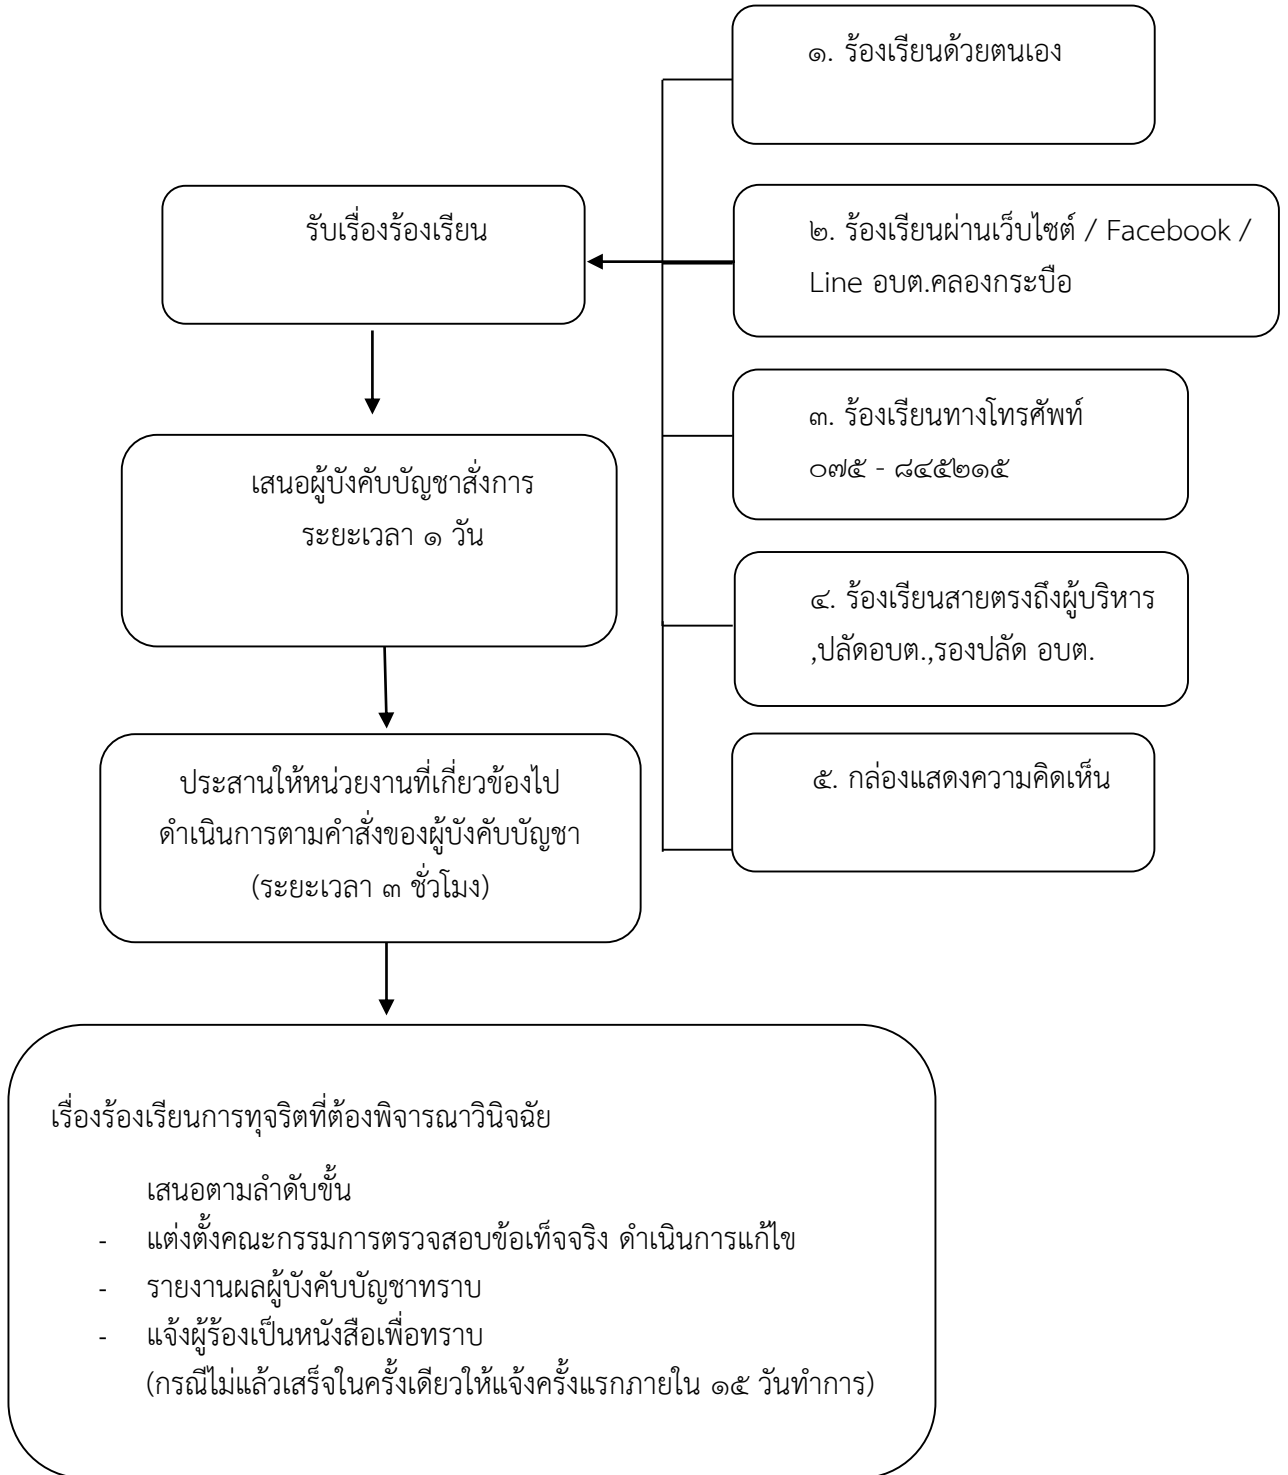 ๑. ร้องเรียนด้วยตนเอง
รับเรื่องร้องเรียน
๒. ร้องเรียนผ่านเว็บไซต์ / Facebook /
Line อบต.คลองกระบือ
๓. ร้องเรียนทางโทรศัพท์
๐๗๕ - ๘๔๕๒๑๕
เสนอผู้บังคับบัญชาสั่งการ
ระยะเวลา ๑ วัน
๔. ร้องเรียนสายตรงถึงผู้บริหาร
,ปลัดอบต.,รองปลัด อบต.
๕. กล่องแสดงความคิดเห็น
ประสานให้หน่วยงานที่เกี่ยวข้องไป
ดำเนินการตามคำสั่งของผู้บังคับบัญชา
(ระยะเวลา ๓ ชั่วโมง)
เรื่องร้องเรียนการทุจริตที่ต้องพิจารณาวินิจฉัย
เสนอตามลำดับขั้น
- แต่งตั้งคณะกรรมการตรวจสอบข้อเท็จจริง ดำเนินการแก้ไข
- รายงานผลผู้บังคับบัญชาทราบ
- แจ้งผู้ร้องเป็นหนังสือเพื่อทราบ
(กรณีไม่แล้วเสร็จในครั้งเดียวให้แจ้งครั้งแรกภายใน ๑๕ วันทำการ)